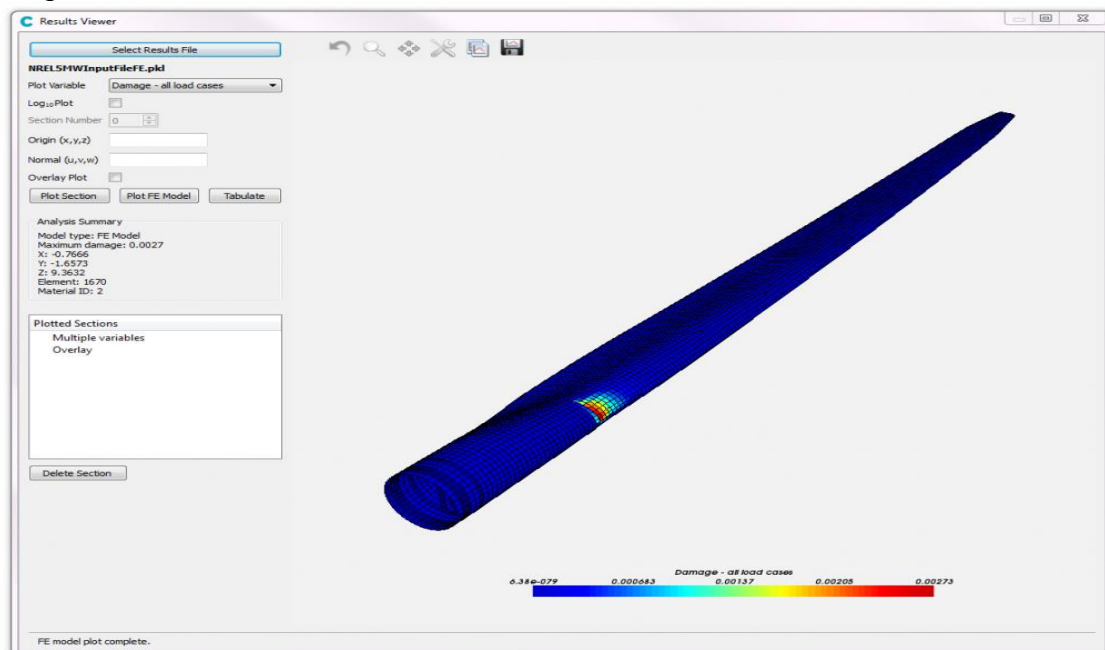 Results Viewer
Select Results File
NREL5MWInputFileFE.pkl
Plot Variable Damage - all load cases
Log₁₀Plot
Section Number 0
Origin (x,y,z)
Normal (u,v,w)
Overlay Plot
Plot Section Plot FE Model Tabulate
Analysis Summary
Model type: FE Model
Maximum damage: 0.0027
X: -0.7666
Y: -1.6573
Z: 9.3632
Element: 1670
Material ID: 2
Plotted Sections
Multiple variables
Overlay
Delete Section
Damage - all load cases
6.38e-079 0.000683 0.00137 0.00205 0.00273
FE model plot complete.